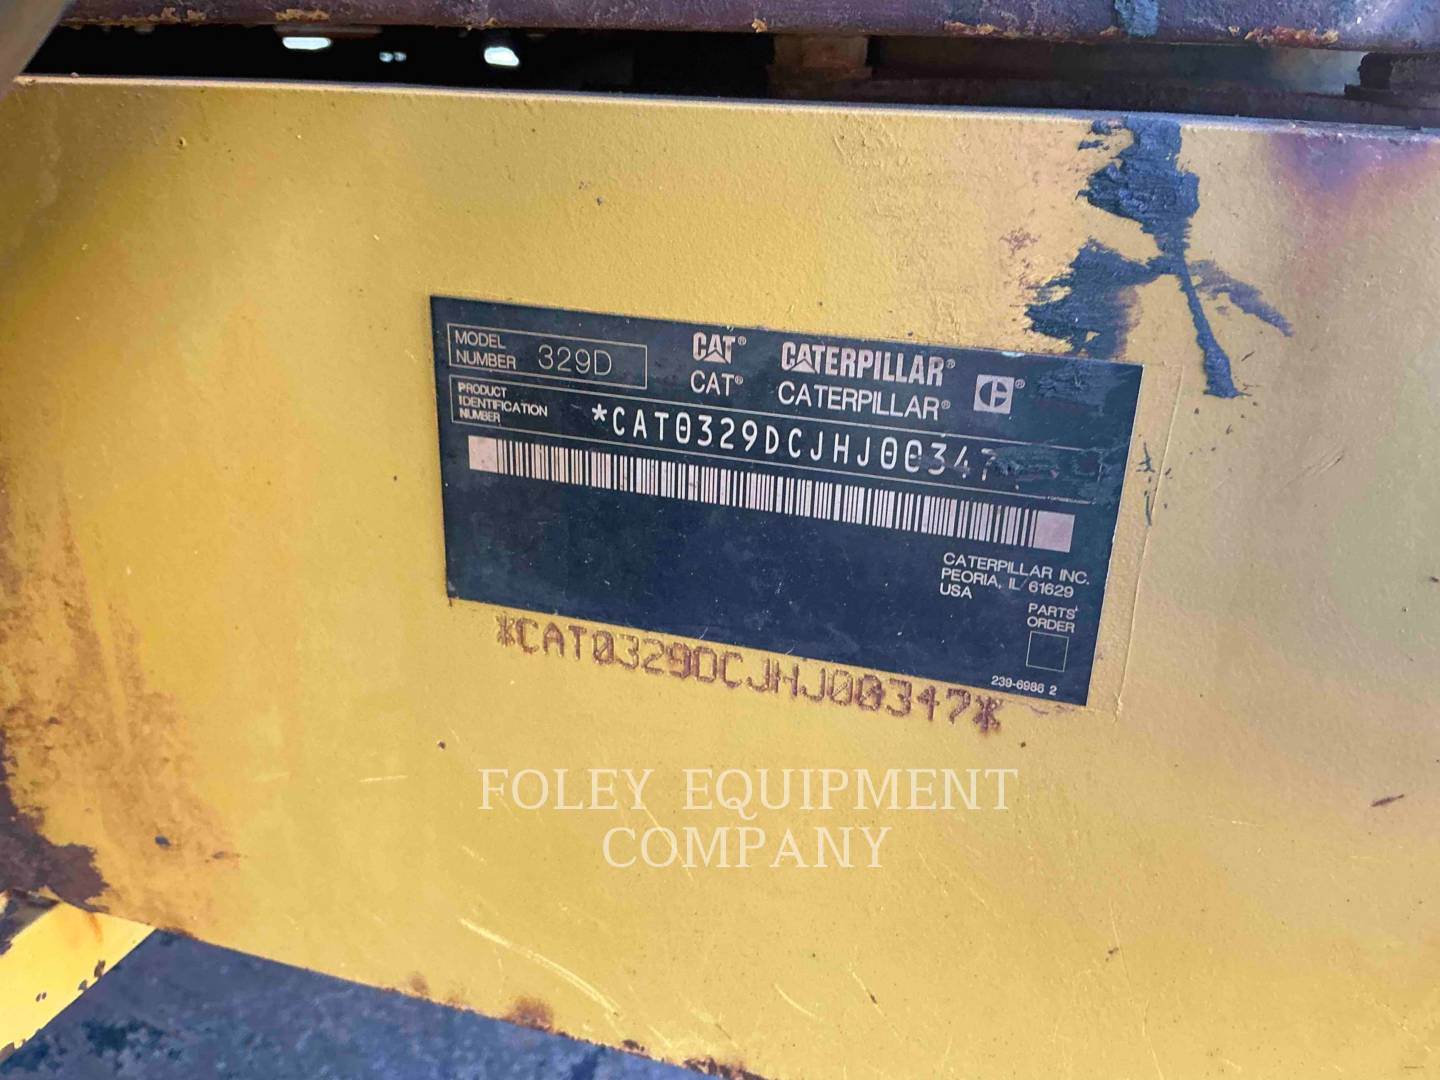 MODEL NUMBER 329D
CAT® CATERPILLAR®
CAT® CATERPILLAR®
PRODUCT
IDENTIFICATION
NUMBER
*CAT0329DCJHJ00347
CATERPILLAR INC.
PEORIA, IL 61629
USA
PARTS
ORDER
239-6986 2
*CAT0329DCJHJ00347*
FOLEY EQUIPMENT
COMPANY